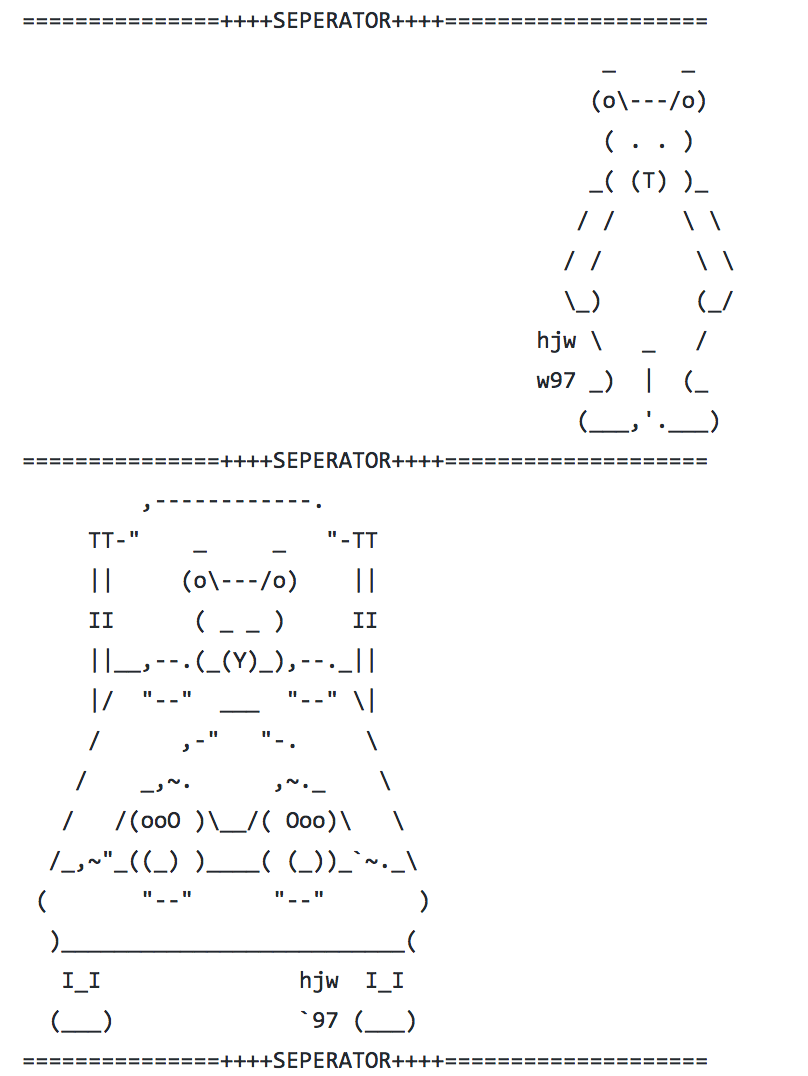 ===============++++SEPERATOR++++====================
_     _
(o\---/o)
( . . )
_( (T) )_
/ /     \ \
/ /       \ \
\_)       (_/
hjw \   _   /
w97 _)  |  (_
(___,'.___)
===============++++SEPERATOR++++====================
,------------.
TT-"    _     _   "-TT
||     (o\---/o)    ||
II      ( _ _ )     II
||__,--.(_(Y)_),--._||
|/  "--"  ___  "--" \|
/      ,-"   "-.     \
/    _,~.      ,~._    \
/   /(ooO )\__/( Ooo)\   \
/_,~"_((_) )____( (_))_`~._\
(       "--"      "--"       )
)__________________________(
I_I               hjw  I_I
(___)              `97 (___)
===============++++SEPERATOR++++====================